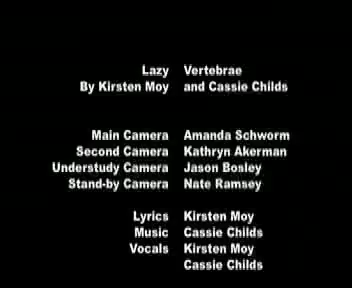 Lazy Vertebrae
By Kirsten Moy and Cassie Childs
Main Camera Amanda Schworm
Second Camera Kathryn Akerman
Understudy Camera Jason Bosley
Stand-by Camera Nate Ramsey
Lyrics Kirsten Moy
Music Cassie Childs
Vocals Kirsten Moy
Cassie Childs